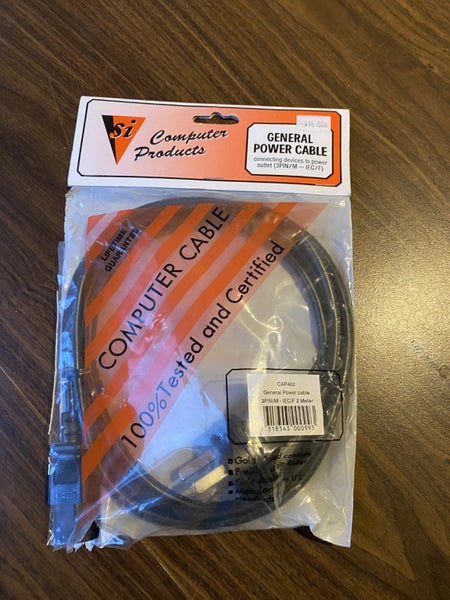 Si
Computer
Products
GENERAL
POWER CABLE
connecting devices to power
outlet (3PIN/M — IEC/F)
LIFETIME
GUARANTEE
COMPUTER CABLE
100% Tested and Certified
CAP402
General Power cable
3PIN/M - IEC/F 2 Meter
318343 000993